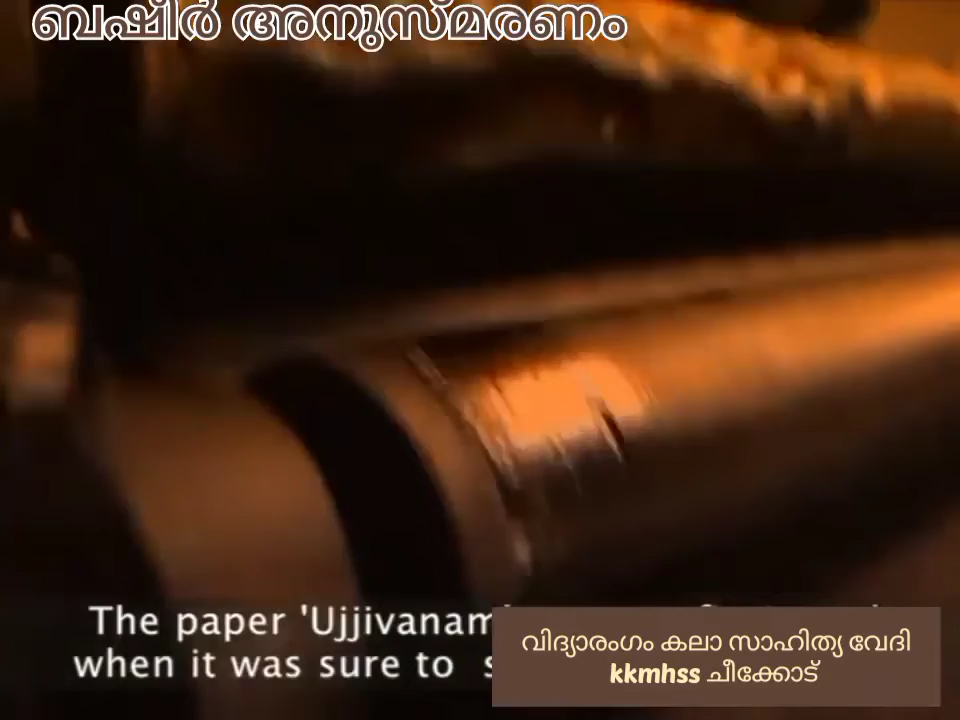 ബഷീർ അനുസ്മരണം
The paper 'Ujjivanam'
when it was sure to
വിദ്യാരംഗം കലാ സാഹിത്യ വേദി
kkmhss ചീക്കോട്